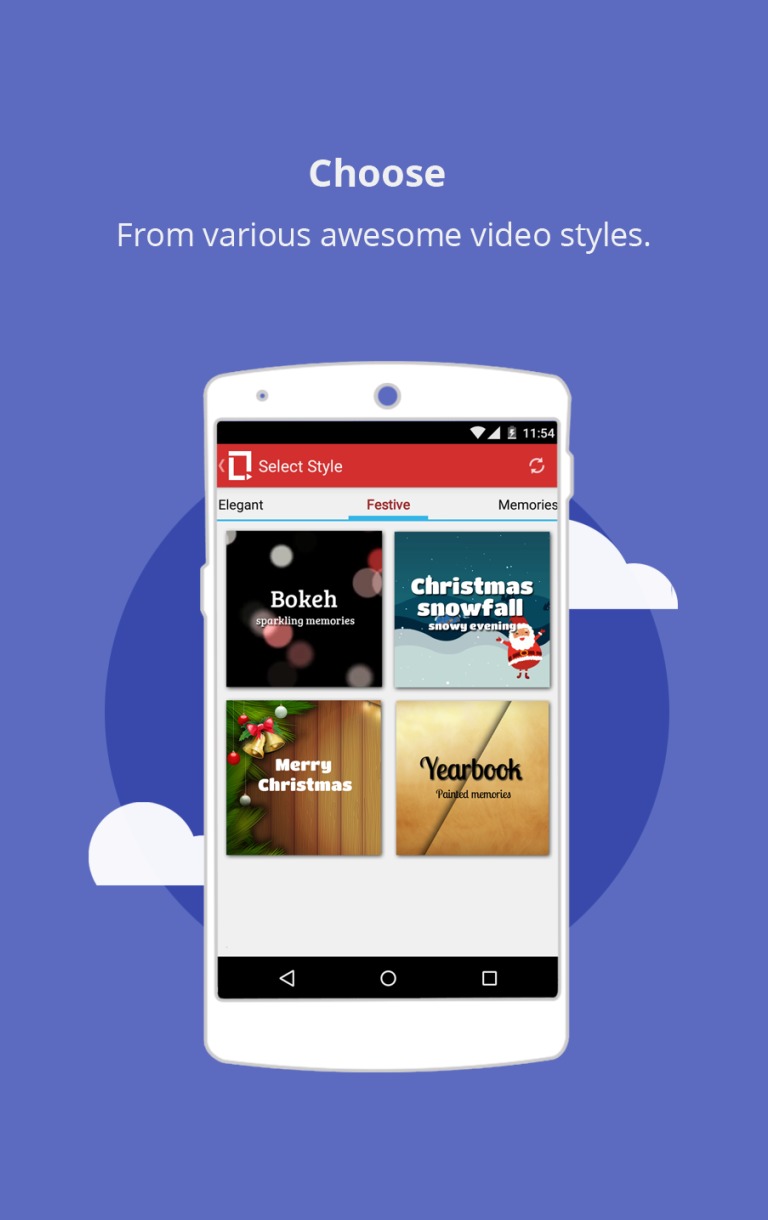 Choose
From various awesome video styles.
11:54
Select Style
Elegant Festive Memories
Bokeh
sparkling memories
Christmas
snowfall
snowy evenings
Merry
Christmas
Yearbook
Painted memories